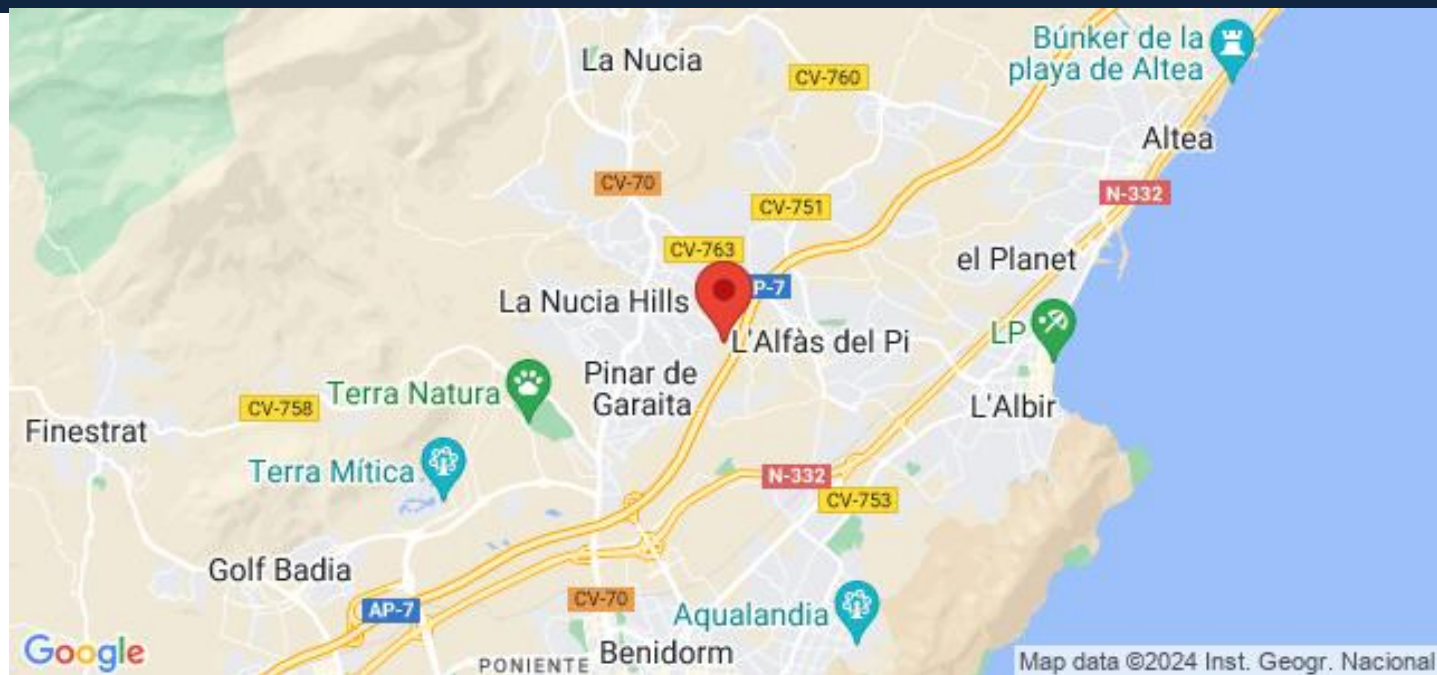 Búnker de la
playa de Altea
La Nucia
CV-760
Altea
CV-70
N-332
CV-751
CV-763
el Planet
P-7
La Nucia Hills
LP
L'Alfàs del Pi
Pinar de
Garaita
Terra Natura
CV-758
L'Albir
Finestrat
Terra Mítica
N-332
CV-753
Golf Badia
AP-7
CV-70
Aqualandia
Google
PONIENTE
Benidorm
Map data ©2024 Inst. Geogr. Nacional